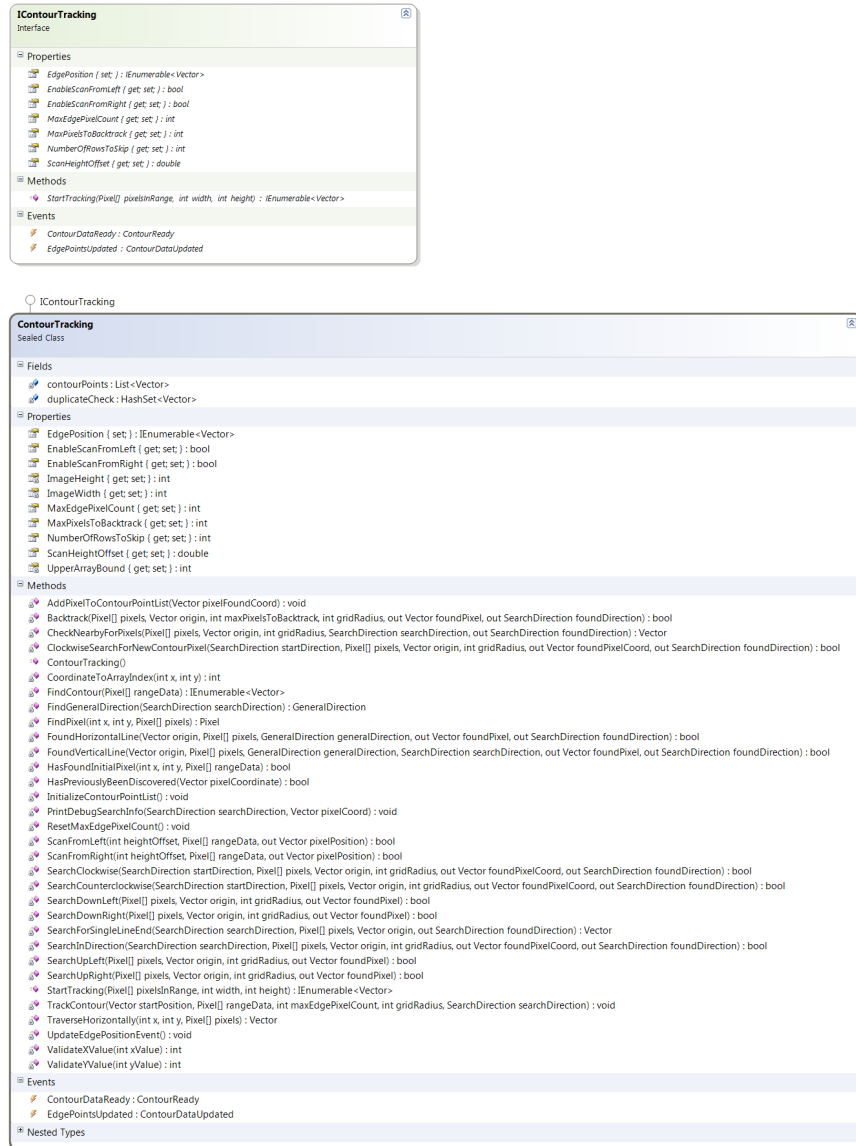 IContourTracking
Interface
Properties
EdgePosition { set; } : IEnumerable<Vector>
EnableScanFromLeft { get; set; } : bool
EnableScanFromRight { get; set; } : bool
MaxEdgePixelCount { get; set; } : int
MaxPixelsToBacktrack { get; set; } : int
NumberOfRowsToSkip { get; set; } : int
ScanHeightOffset { get; set; } : double
Methods
StartTracking(Pixel[] pixelsInRange, int width, int height) : IEnumerable<Vector>
Events
ContourDataReady : ContourReady
EdgePointsUpdated : ContourDataUpdated
IContourTracking
ContourTracking
Sealed Class
Fields
contourPoints : List<Vector>
duplicateCheck : HashSet<Vector>
Properties
EdgePosition { set; } : IEnumerable<Vector>
EnableScanFromLeft { get; set; } : bool
EnableScanFromRight { get; set; } : bool
ImageHeight { get; set; } : int
ImageWidth { get; set; } : int
MaxEdgePixelCount { get; set; } : int
MaxPixelsToBacktrack { get; set; } : int
NumberOfRowsToSkip { get; set; } : int
ScanHeightOffset { get; set; } : double
UpperArrayBound { get; set; } : int
Methods
AddPixelToContourPointList(Vector pixelFoundCoord) : void
Backtrack(Pixel[] pixels, Vector origin, int maxPixelsToBacktrack, int gridRadius, out Vector foundPixel, out SearchDirection foundDirection) : bool
CheckNearbyForPixels(Pixel[] pixels, Vector origin, int gridRadius, SearchDirection searchDirection, out SearchDirection foundDirection) : Vector
ClockwiseSearchForNewContourPixel(SearchDirection startDirection, Pixel[] pixels, Vector origin, int gridRadius, out Vector foundPixelCoord, out SearchDirection foundDirection) : bool
ContourTracking()
CoordinateToArrayIndex(int x, int y) : int
FindContour(Pixel[] rangeData) : IEnumerable<Vector>
FindGeneralDirection(SearchDirection searchDirection) : GeneralDirection
FindPixel(int x, int y, Pixel[] pixels) : Pixel
FoundHorizontalLine(Vector origin, Pixel[] pixels, GeneralDirection generalDirection, out Vector foundPixel, out SearchDirection foundDirection) : bool
FoundVerticalLine(Vector origin, Pixel[] pixels, GeneralDirection generalDirection, SearchDirection searchDirection, out Vector foundPixel, out SearchDirection foundDirection) : bool
HasFoundInitialPixel(int x, int y, Pixel[] rangeData) : bool
HasPreviouslyBeenDiscovered(Vector pixelCoordinate) : bool
InitializeContourPointList() : void
PrintDebugSearchInfo(SearchDirection searchDirection, Vector pixelCoord) : void
ResetMaxEdgePixelCount() : void
ScanFromLeft(int heightOffset, Pixel[] rangeData, out Vector pixelPosition) : bool
ScanFromRight(int heightOffset, Pixel[] rangeData, out Vector pixelPosition) : bool
SearchClockwise(SearchDirection startDirection, Pixel[] pixels, Vector origin, int gridRadius, out Vector foundPixelCoord, out SearchDirection foundDirection) : bool
SearchCounterclockwise(SearchDirection startDirection, Pixel[] pixels, Vector origin, int gridRadius, out Vector foundPixelCoord, out SearchDirection foundDirection) : bool
SearchDownLeft(Pixel[] pixels, Vector origin, int gridRadius, out Vector foundPixel) : bool
SearchDownRight(Pixel[] pixels, Vector origin, int gridRadius, out Vector foundPixel) : bool
SearchForSingleLineEnd(SearchDirection searchDirection, Pixel[] pixels, Vector origin, out SearchDirection foundDirection) : Vector
SearchInDirection(SearchDirection searchDirection, Pixel[] pixels, Vector origin, int gridRadius, out Vector foundPixelCoord, out SearchDirection foundDirection) : bool
SearchUpLeft(Pixel[] pixels, Vector origin, int gridRadius, out Vector foundPixel) : bool
SearchUpRight(Pixel[] pixels, Vector origin, int gridRadius, out Vector foundPixel) : bool
StartTracking(Pixel[] pixelsInRange, int width, int height) : IEnumerable<Vector>
TrackContour(Vector startPosition, Pixel[] rangeData, int maxEdgePixelCount, int gridRadius, SearchDirection searchDirection) : void
TraverseHorizontally(int x, int y, Pixel[] pixels) : Vector
UpdateEdgePositionEvent() : void
ValidateXValue(int xValue) : int
ValidateYValue(int yValue) : int
Events
ContourDataReady : ContourReady
EdgePointsUpdated : ContourDataUpdated
Nested Types